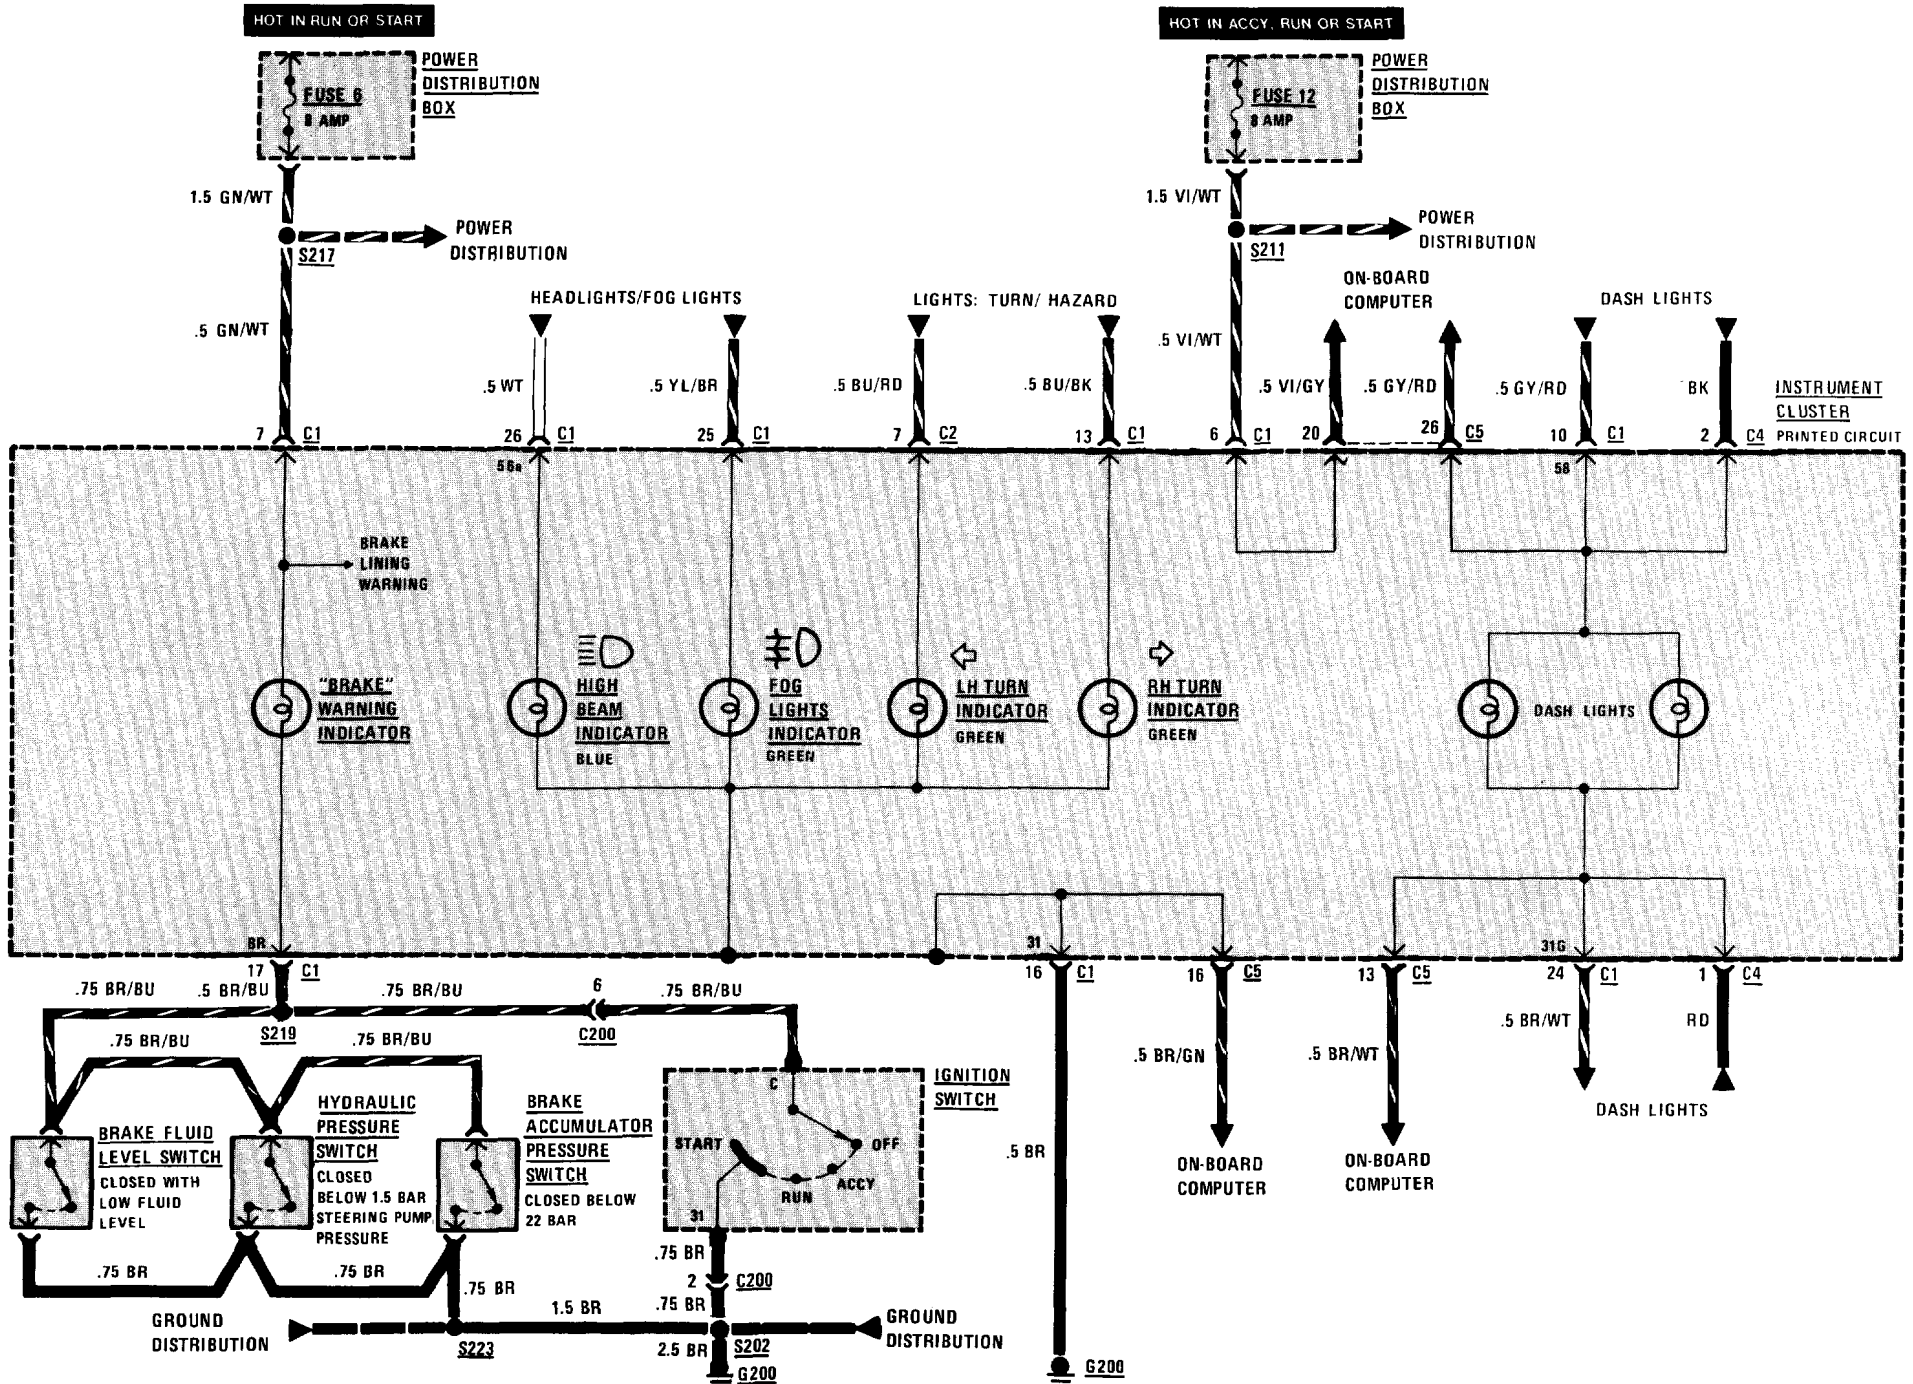 HOT IN RUN OR START
HOT IN ACCY, RUN OR START
FUSE 6
8 AMP
POWER
DISTRIBUTION
BOX
FUSE 12
8 AMP
POWER
DISTRIBUTION
BOX
1.5 GN/WT
S217
POWER
DISTRIBUTION
.5 GN/WT
1.5 VI/WT
S211
POWER
DISTRIBUTION
.5 VI/WT
HEADLIGHTS/FOG LIGHTS
LIGHTS: TURN/ HAZARD
ON-BOARD
COMPUTER
DASH LIGHTS
.5 WT
.5 YL/BR
.5 BU/RD
.5 BU/BK
.5 VI/GY
.5 GY/RD
.5 GY/RD
BK
INSTRUMENT
CLUSTER
PRINTED CIRCUIT
7 C1
26 C1
25 C1
7 C2
13 C1
6 C1
20
26 C5
10 C1
2 C4
56a
58
BRAKE
LINING
WARNING
"BRAKE"
WARNING
INDICATOR
HIGH
BEAM
INDICATOR
BLUE
FOG
LIGHTS
INDICATOR
GREEN
LH TURN
INDICATOR
GREEN
RH TURN
INDICATOR
GREEN
DASH LIGHTS
BR
31
31G
17 C1
16 C1
16 C5
13 C5
24 C1
1 C4
.75 BR/BU
.5 BR/BU
.75 BR/BU
6
C200
.75 BR/BU
S219
.75 BR/BU
.75 BR/BU
.5 BR/GN
.5 BR/WT
.5 BR/WT
RD
DASH LIGHTS
BRAKE FLUID
LEVEL SWITCH
CLOSED WITH
LOW FLUID
LEVEL
HYDRAULIC
PRESSURE
SWITCH
CLOSED
BELOW 1.5 BAR
STEERING PUMP
PRESSURE
BRAKE
ACCUMULATOR
PRESSURE
SWITCH
CLOSED BELOW
22 BAR
IGNITION
SWITCH
C
START
OFF
RUN
ACCY
31
.5 BR
ON-BOARD
COMPUTER
ON-BOARD
COMPUTER
.75 BR
.75 BR
.75 BR
.75 BR
2 C200
.75 BR
GROUND
DISTRIBUTION
1.5 BR
S223
2.5 BR
S202
G200
GROUND
DISTRIBUTION
G200